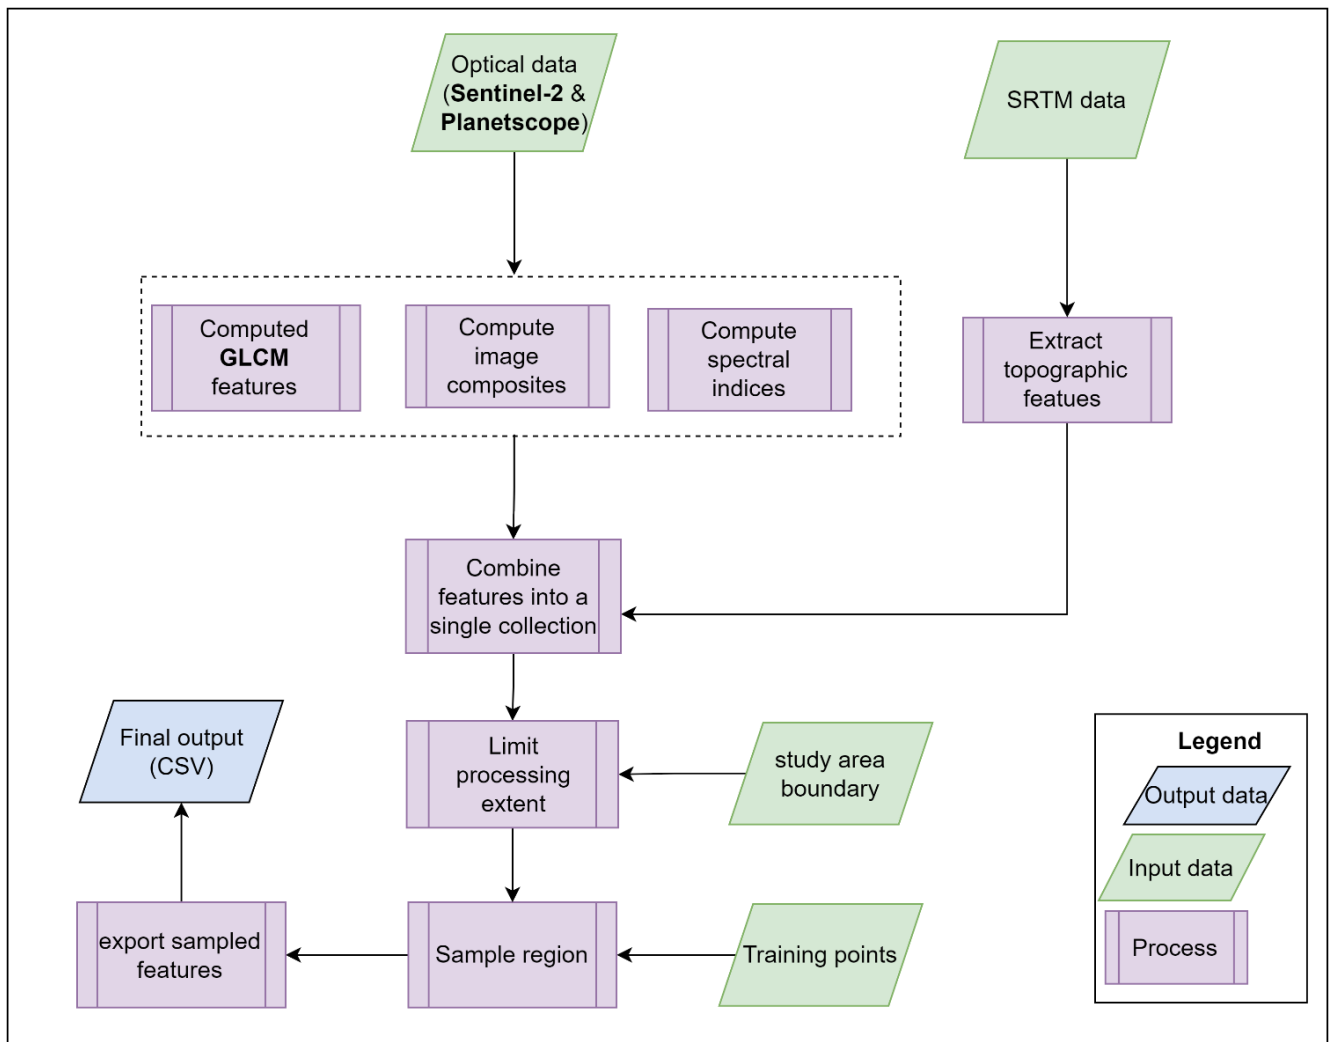 Optical data
(Sentinel-2 &
Planetscope)
SRTM data
Computed
GLCM
features
Compute
image
composites
Compute
spectral
indices
Extract
topographic
featues
Combine
features into a
single collection
Limit
processing
extent
study area
boundary
Final output
(CSV)
export sampled
features
Sample region
Training points
Legend
Output data
Input data
Process